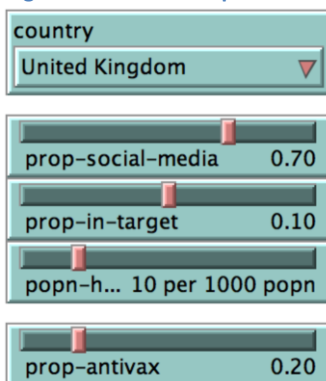 country
United Kingdom
prop-social-media 0.70
prop-in-target 0.10
popn-h... 10 per 1000 popn
prop-antivax 0.20